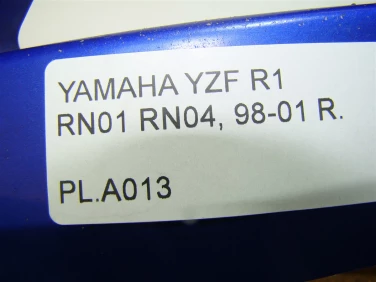 YAMAHA YZF R1
RN01 RN04, 98-01 R.
PL.A013